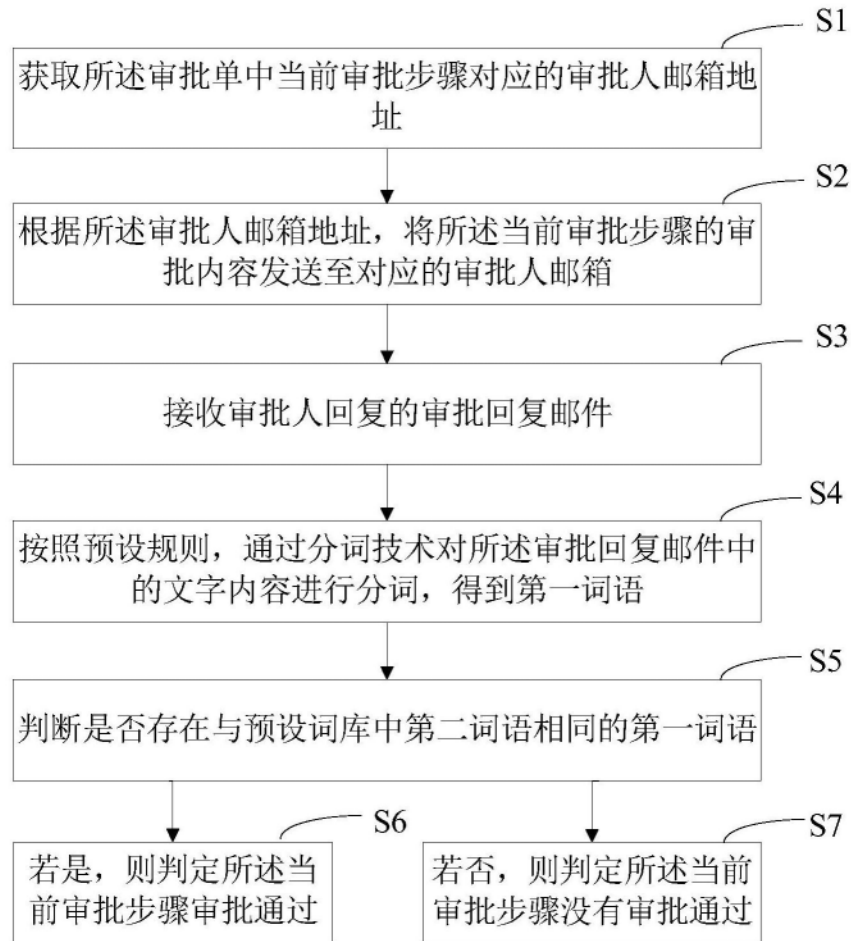 S1
获取所述审批单中当前审批步骤对应的审批人邮箱地
址
S2
根据所述审批人邮箱地址，将所述当前审批步骤的审
批内容发送至对应的审批人邮箱
S3
接收审批人回复的审批回复邮件
S4
按照预设规则，通过分词技术对所述审批回复邮件中
的文字内容进行分词，得到第一词语
S5
判断是否存在与预设词库中第二词语相同的第一词语
S6
若是，则判定所述当
前审批步骤审批通过
S7
若否，则判定所述当前
审批步骤没有审批通过